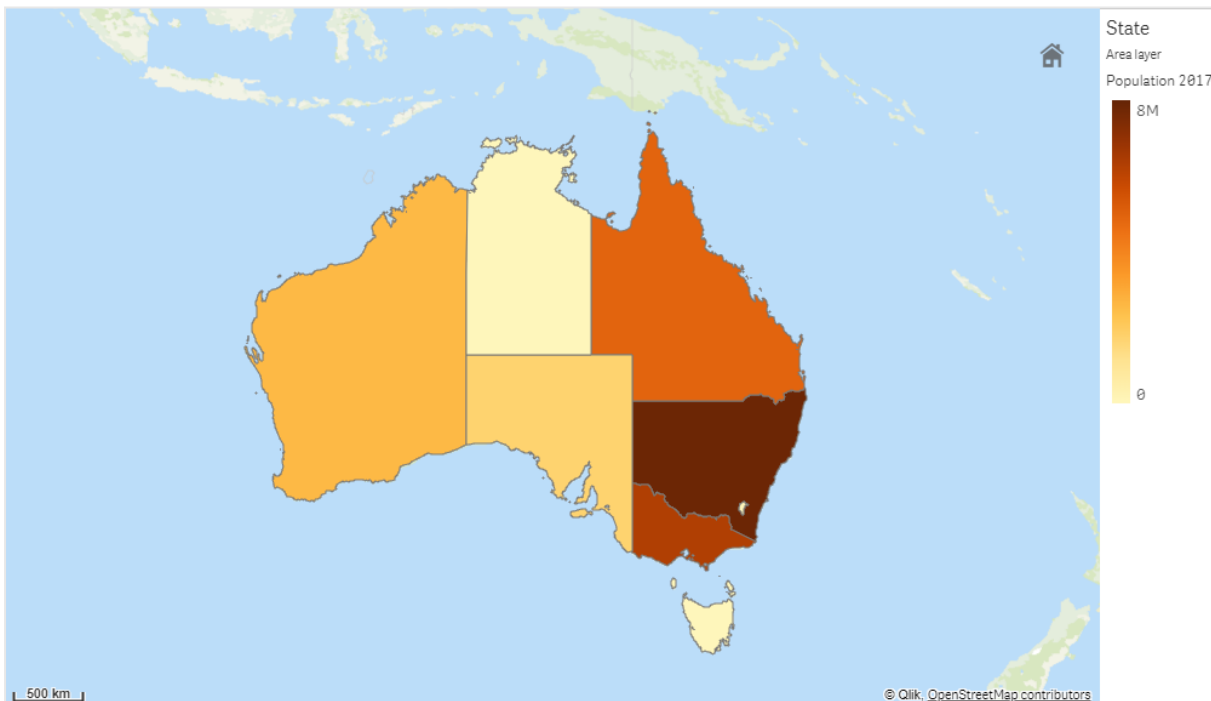 State
Area layer
Population 2017
8M
0
500 km
© Qlik, OpenStreetMap contributors